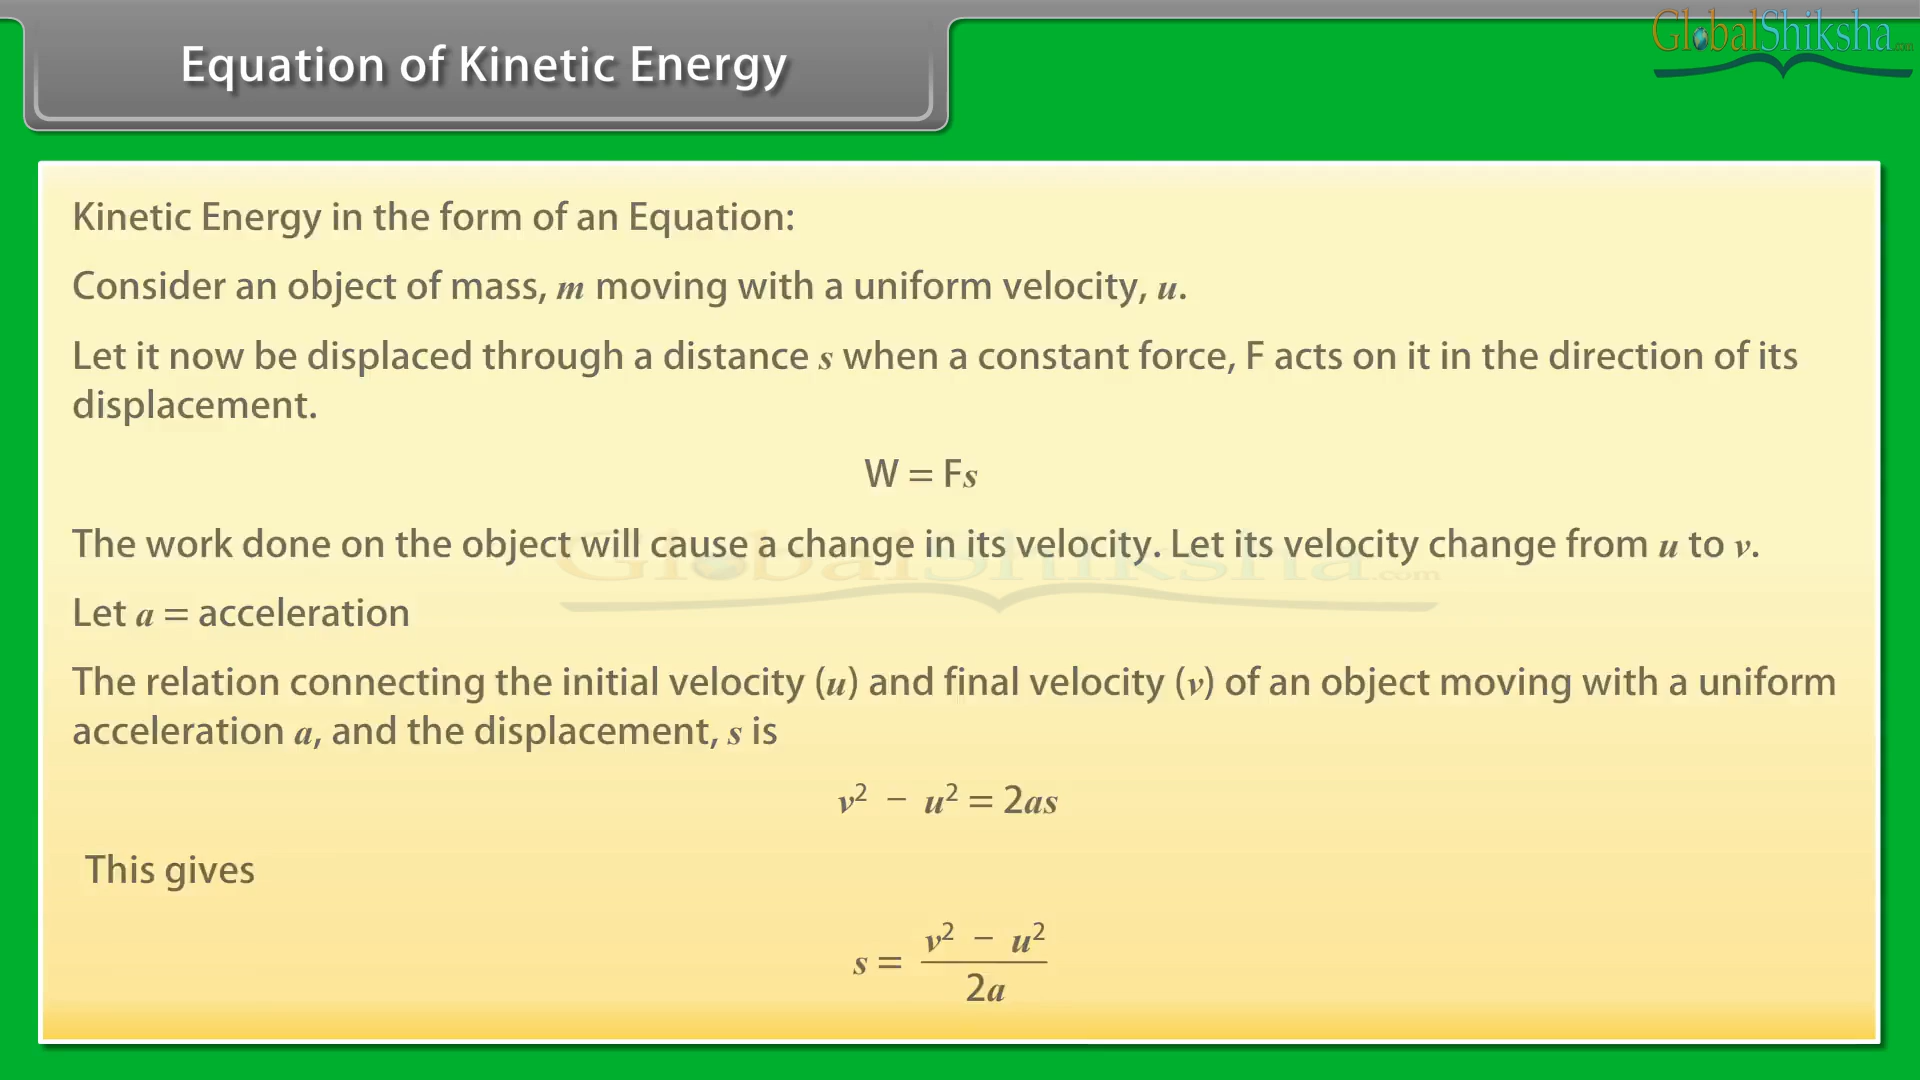 Equation of Kinetic Energy
GlobalShiksha.com
Kinetic Energy in the form of an Equation:
Consider an object of mass, m moving with a uniform velocity, u.
Let it now be displaced through a distance s when a constant force, F acts on it in the direction of its
displacement.
W = Fs
The work done on the object will cause a change in its velocity. Let its velocity change from u to v.
GlobalShiksha.com
Let a = acceleration
The relation connecting the initial velocity (u) and final velocity (v) of an object moving with a uniform
acceleration a, and the displacement, s is
v² − u² = 2as
This gives
s = v² − u² / 2a